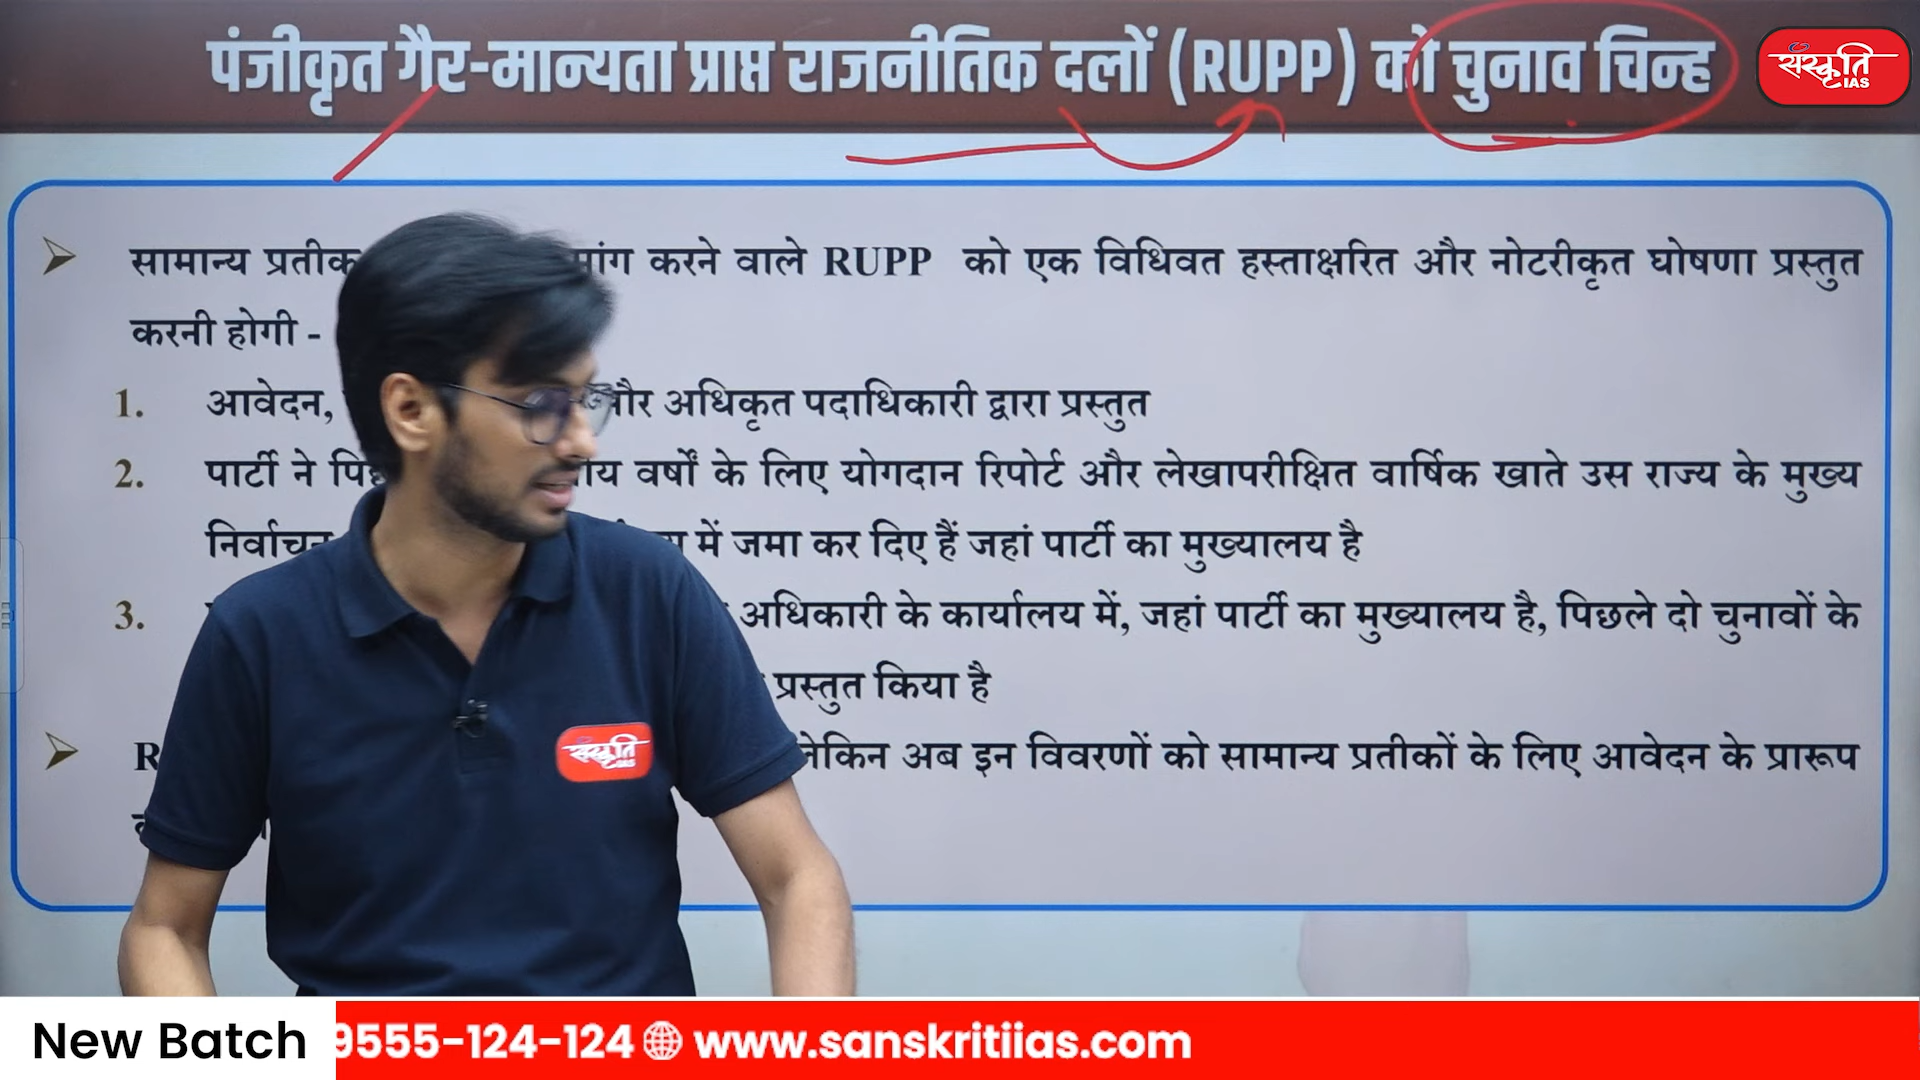 पंजीकृत गैर-मान्यता प्राप्त राजनीतिक दलों (RUPP) को चुनाव चिन्ह
संस्कृति IAS
सामान्य प्रतीक मांग करने वाले RUPP को एक विधिवत हस्ताक्षरित और नोटरीकृत घोषणा प्रस्तुत
करनी होगी -
1. आवेदन, और अधिकृत पदाधिकारी द्वारा प्रस्तुत
2. पार्टी ने वर्षों के लिए योगदान रिपोर्ट और लेखापरीक्षित वार्षिक खाते उस राज्य के मुख्य
निर्वाचन में जमा कर दिए हैं जहां पार्टी का मुख्यालय है
3. अधिकारी के कार्यालय में, जहां पार्टी का मुख्यालय है, पिछले दो चुनावों के
प्रस्तुत किया है
लेकिन अब इन विवरणों को सामान्य प्रतीकों के लिए आवेदन के प्रारूप
संस्कृति IAS
New Batch 9555-124-124 www.sanskritiias.com